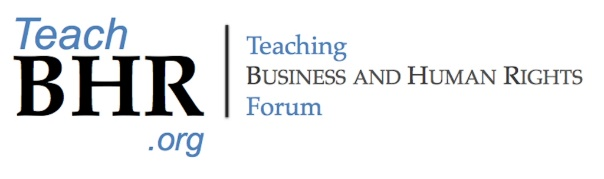 Teach
BHR
.org
Teaching
BUSINESS AND HUMAN RIGHTS
Forum